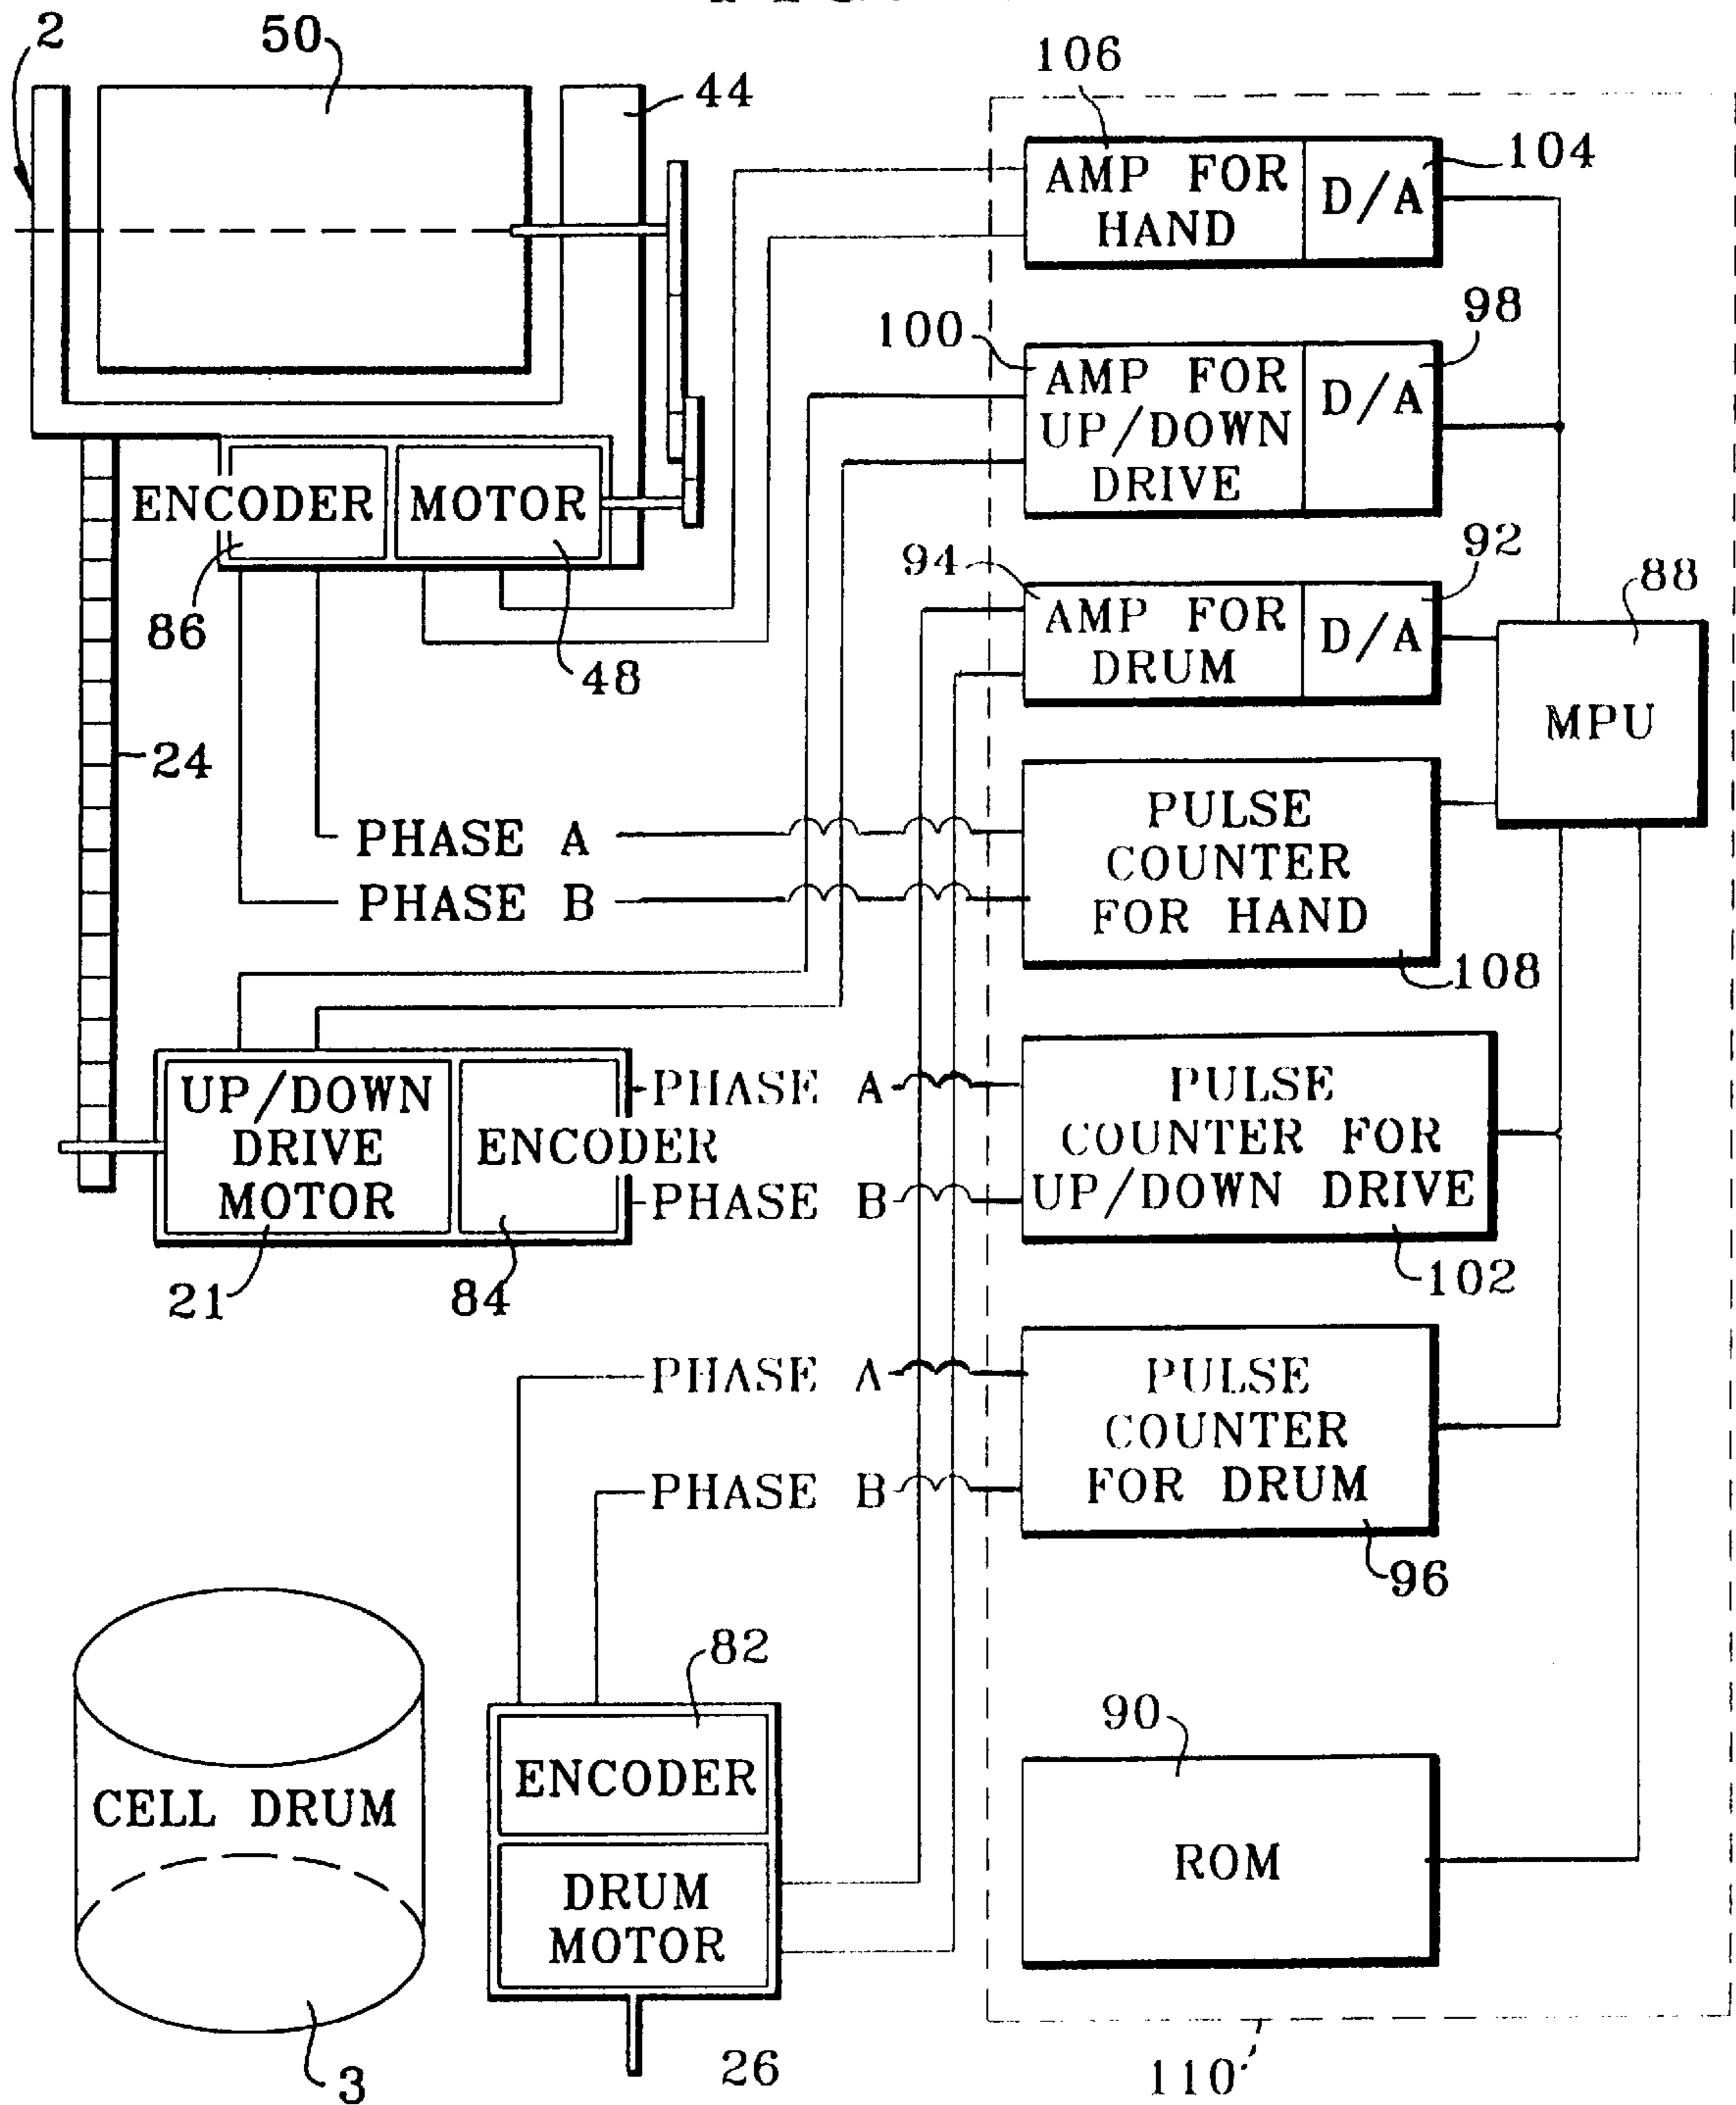 2
50
44
106
AMP FOR
HAND
D/A
104
100
AMP FOR
UP/DOWN
DRIVE
D/A
98
ENCODER
MOTOR
86
48
94
AMP FOR
DRUM
D/A
92
88
MPU
24
PHASE A
PHASE B
PULSE
COUNTER
FOR HAND
108
UP/DOWN
DRIVE
MOTOR
ENCODER
PHASE A
PHASE B
21
84
PULSE
COUNTER FOR
UP/DOWN DRIVE
102
PHASE A
PHASE B
PULSE
COUNTER
FOR DRUM
96
82
ENCODER
DRUM
MOTOR
26
CELL DRUM
3
90
ROM
110